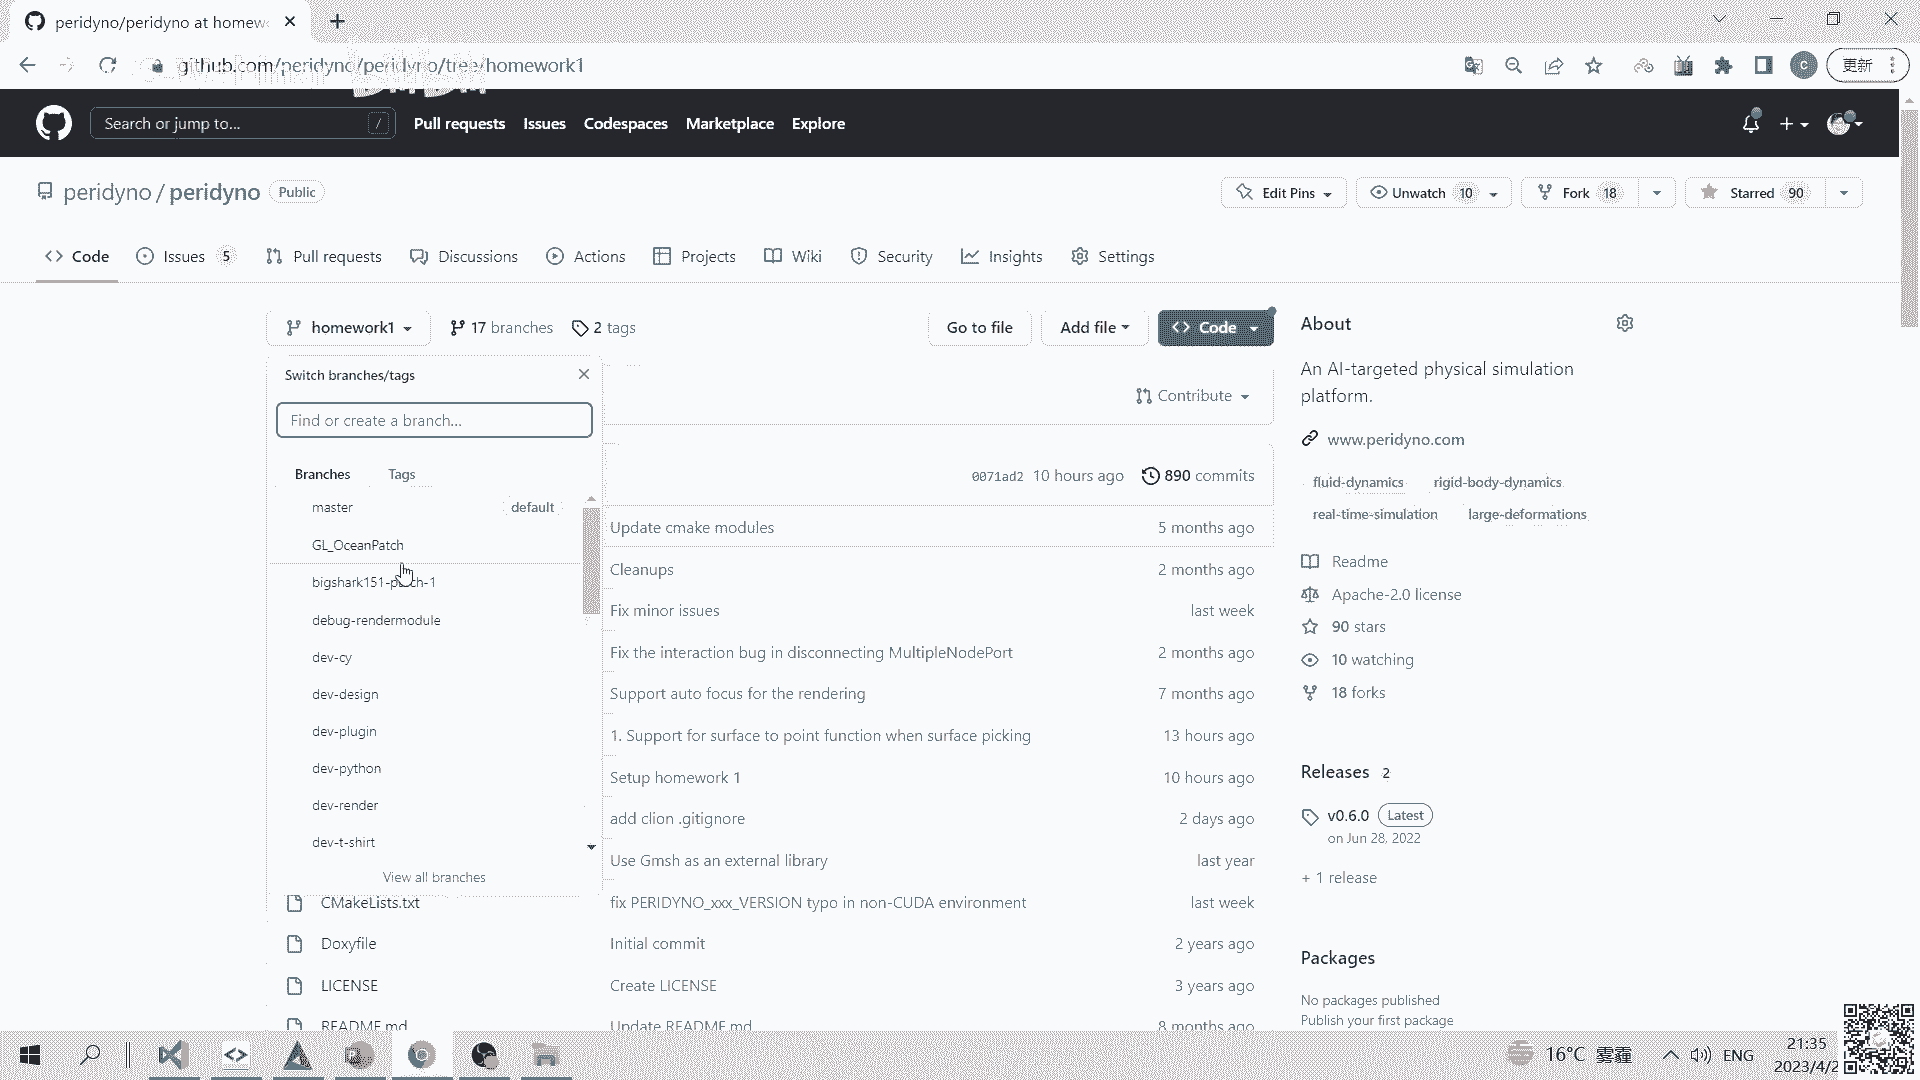 peridyno/peridyno at homew
github.com/peridyno/peridyno/tree/homework1
更新
Search or jump to... /
Pull requests Issues Codespaces Marketplace Explore
peridyno / peridyno Public
Edit Pins Unwatch 10 Fork 18 Starred 90
Code Issues 5 Pull requests Discussions Actions Projects Wiki Security Insights Settings
homework1 17 branches 2 tags Go to file Add file Code
Switch branches/tags
Find or create a branch...
Branches Tags
master default
GL_OceanPatch
bigshark151-patch-1
debug-rendermodule
dev-cy
dev-design
dev-plugin
dev-python
dev-render
dev-t-shirt
View all branches
Contribute
0071ad2 10 hours ago 890 commits
Update cmake modules 5 months ago
Cleanups 2 months ago
Fix minor issues last week
Fix the interaction bug in disconnecting MultipleNodePort 2 months ago
Support auto focus for the rendering 7 months ago
1. Support for surface to point function when surface picking 13 hours ago
Setup homework 1 10 hours ago
add clion .gitignore 2 days ago
Use Gmsh as an external library last year
CMakeLists.txt fix PERIDYNO_xxx_VERSION typo in non-CUDA environment last week
Doxyfile Initial commit 2 years ago
LICENSE Create LICENSE 3 years ago
README.md Update README.md 8 months ago
About
An AI-targeted physical simulation
platform.
www.peridyno.com
fluid-dynamics rigid-body-dynamics
real-time-simulation large-deformations
Readme
Apache-2.0 license
90 stars
10 watching
18 forks
Releases 2
v0.6.0 Latest
on Jun 28, 2022
+ 1 release
Packages
No packages published
Publish your first package
16°C 雾霾 ENG
21:35
2023/4/2